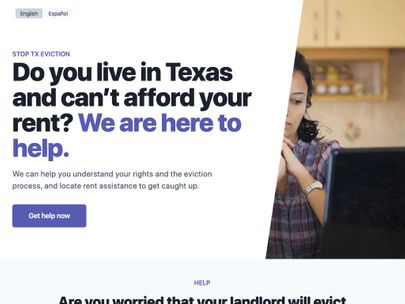 English Español
STOP TX EVICTION
Do you live in Texas
and can't afford your
rent? We are here to
help.
We can help you understand your rights and the eviction
process, and locate rent assistance to get caught up.
Get help now
HELP
Are you worried that your landlord will evict